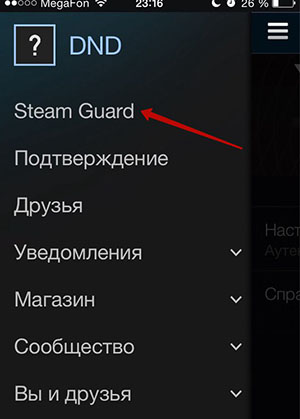 MegaFon 23:16 26 %
? DND
Steam Guard
Подтверждение
Друзья
Уведомления
Наст
Ауте
Магазин
Спра
Сообщество
Вы и друзья